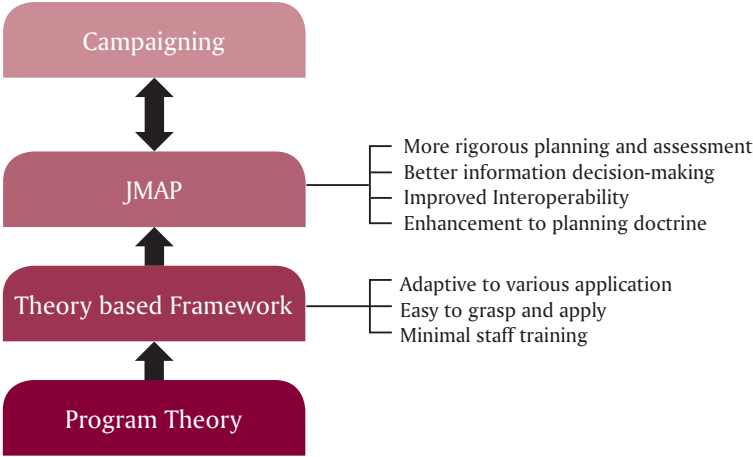 Campaigning
JMAP
More rigorous planning and assessment
Better information decision-making
Improved Interoperability
Enhancement to planning doctrine
Theory based Framework
Adaptive to various application
Easy to grasp and apply
Minimal staff training
Program Theory